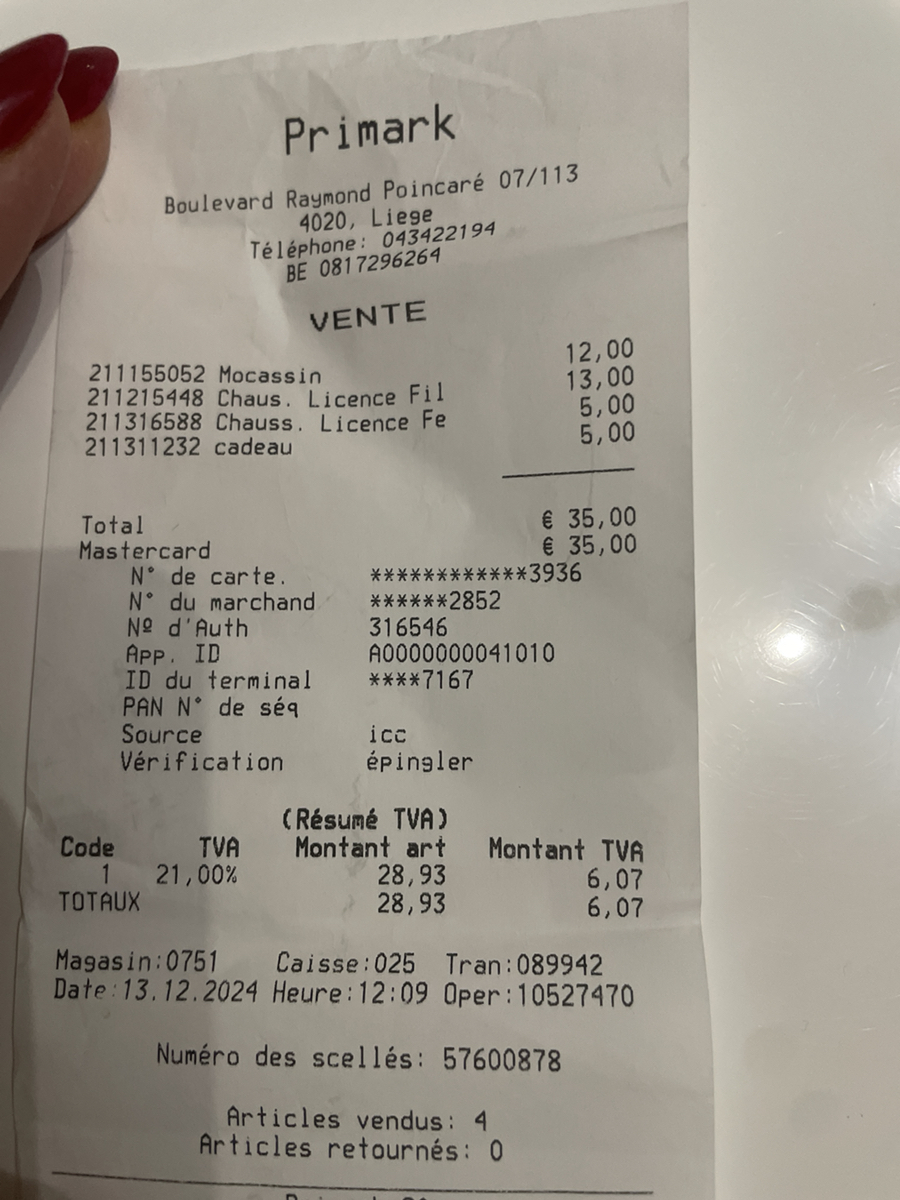 Primark
Boulevard Raymond Poincaré 07/113
4020, Liege
Téléphone: 043422194
BE 0817296264
VENTE
211155052 Mocassin 12,00
211215448 Chaus. Licence Fil 13,00
211316588 Chauss. Licence Fe 5,00
211311232 cadeau 5,00
Total € 35,00
Mastercard € 35,00
N° de carte. ************3936
N° du marchand ******2852
Nº d'Auth 316546
App. ID A0000000041010
ID du terminal ****7167
PAN N° de séq
Source icc
Vérification épingler
(Résumé TVA)
Code TVA Montant art Montant TVA
1 21,00% 28,93 6,07
TOTAUX 28,93 6,07
Magasin:0751 Caisse:025 Tran:089942
Date:13.12.2024 Heure:12:09 Oper:10527470
Numéro des scellés: 57600878
Articles vendus: 4
Articles retournés: 0